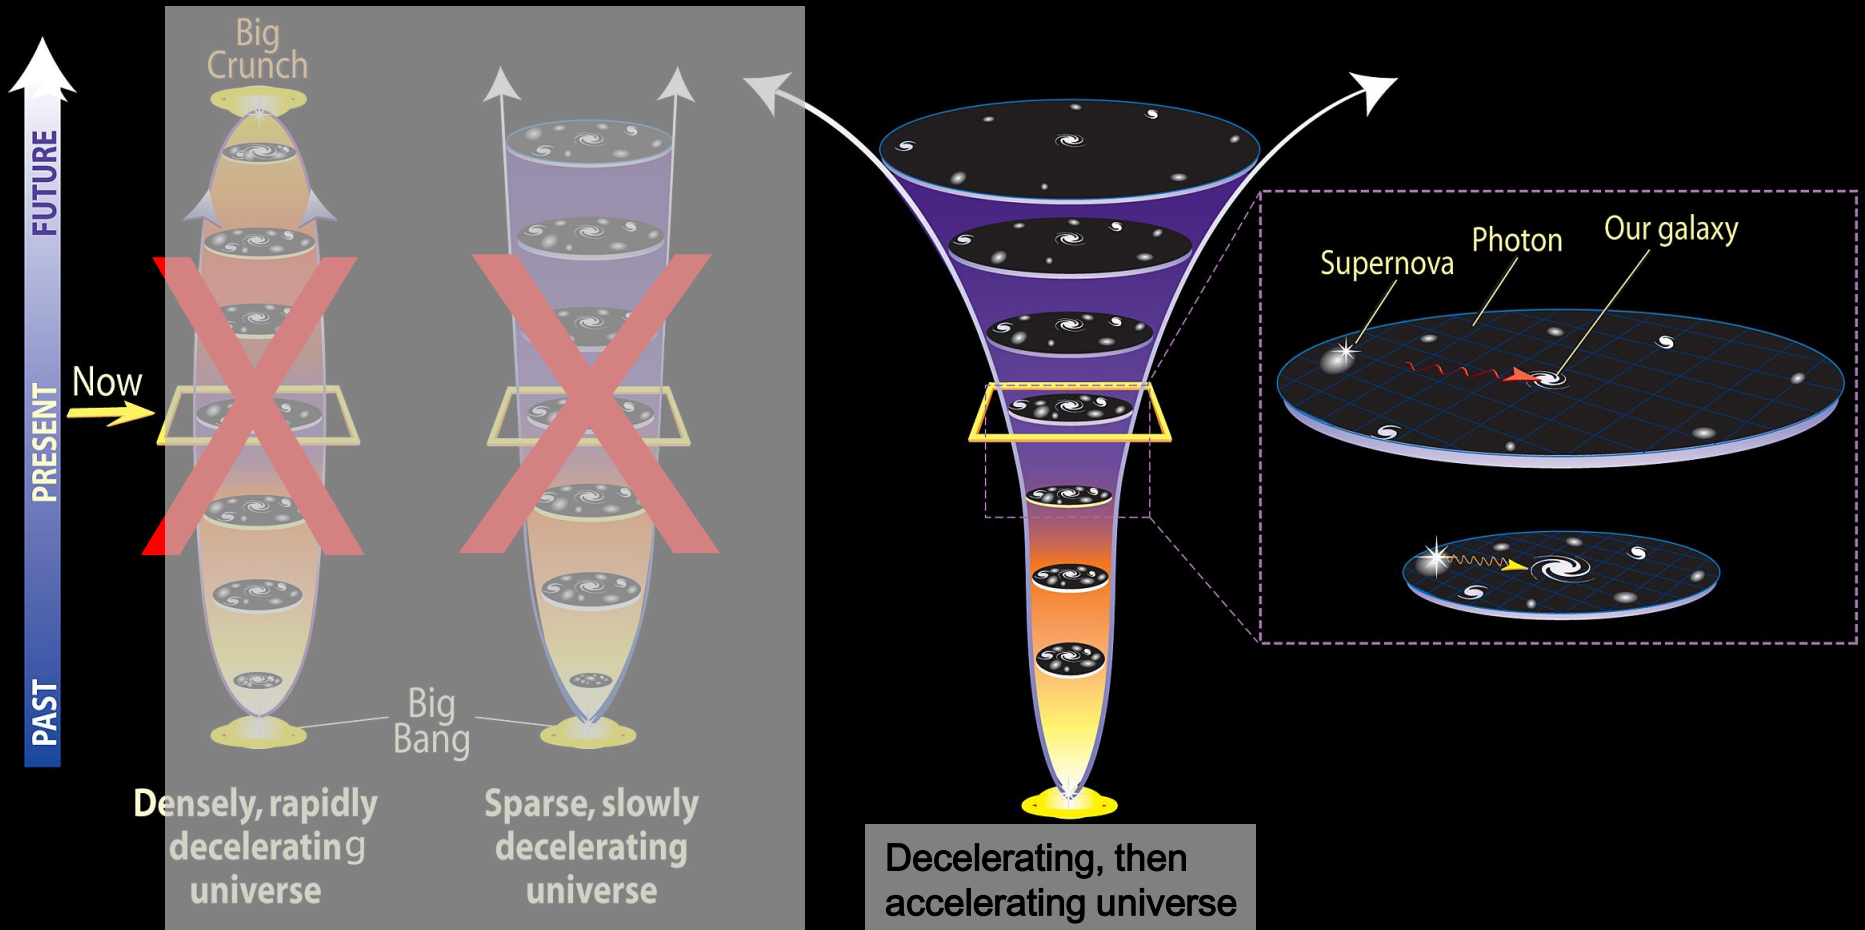 Big
Crunch
FUTURE
PRESENT
PAST
Now
Big
Bang
Densely, rapidly
decelerating
universe
Sparse, slowly
decelerating
universe
Decelerating, then
accelerating universe
Supernova
Photon
Our galaxy